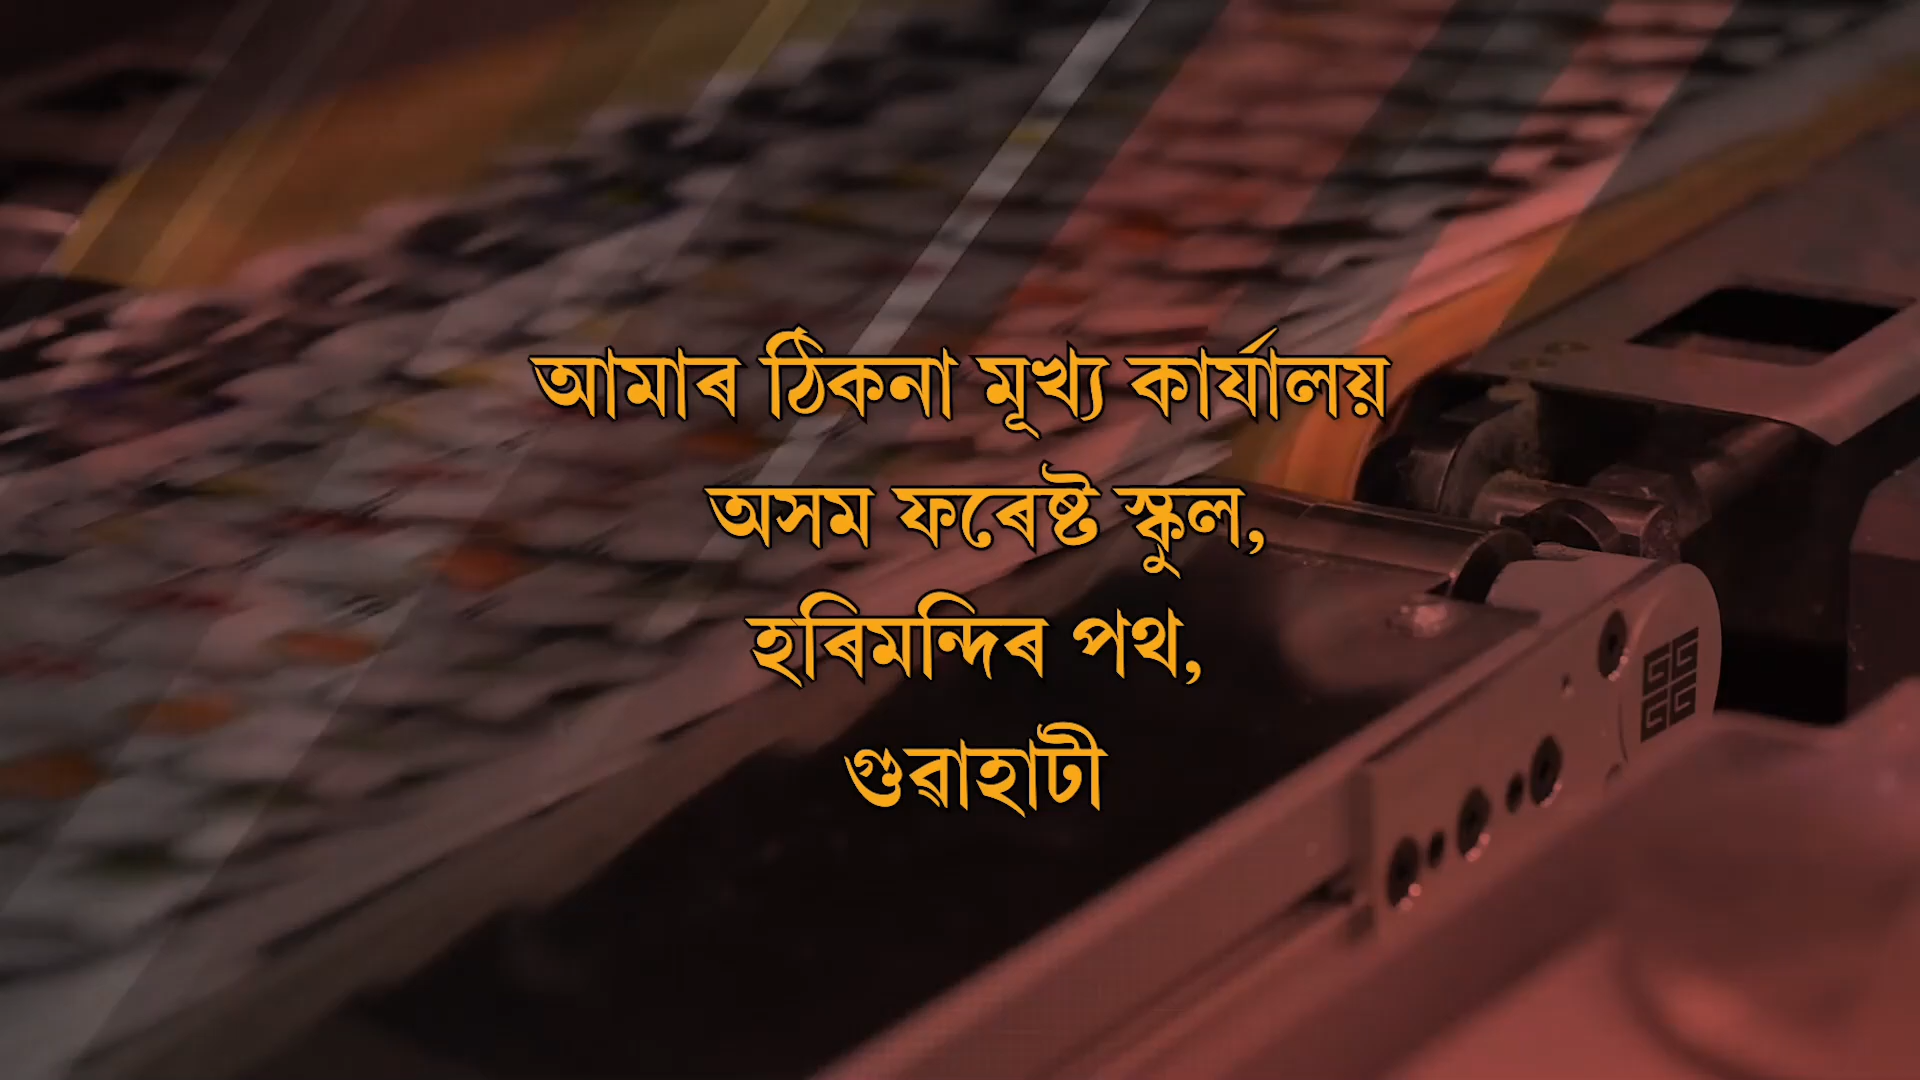 আমাৰ ঠিকনা মূখ্য কাৰ্যালয়
অসম ফৰেষ্ট স্কুল,
হৰিমন্দিৰ পথ,
গুৱাহাটী